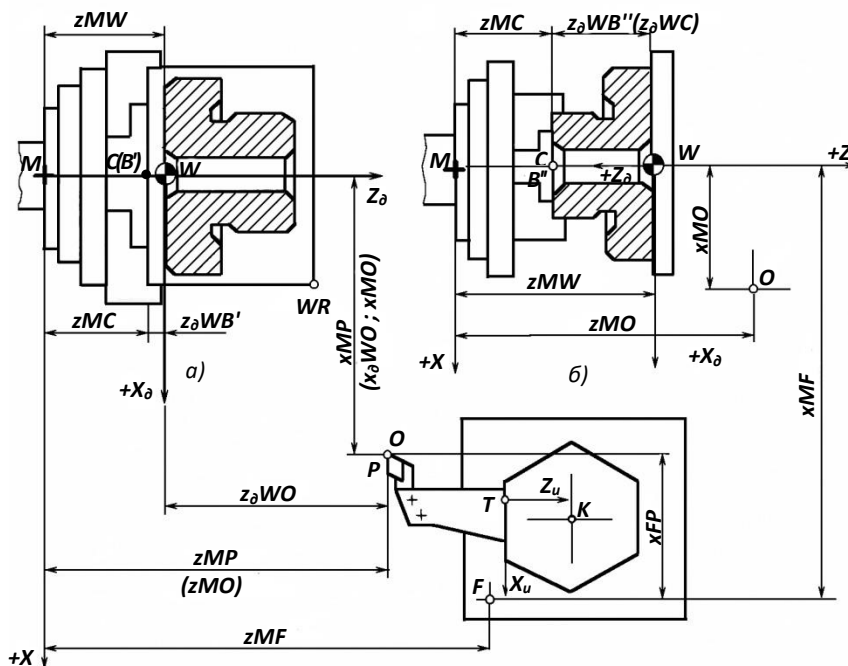 zMW
zMC
z∂WB''(z∂WC)
M
C(B')
W
Z∂
M
C
B''
+Z∂
W
+Z
WR
zMC
z∂WB'
xMP
(x∂WO ; xMO)
zMW
xMO
O
zMO
+X∂
а)
+X
б)
+X∂
xMF
O
P
z∂WO
T
Zu
K
xFP
zMP
(zMO)
F
Xu
zMF
+X